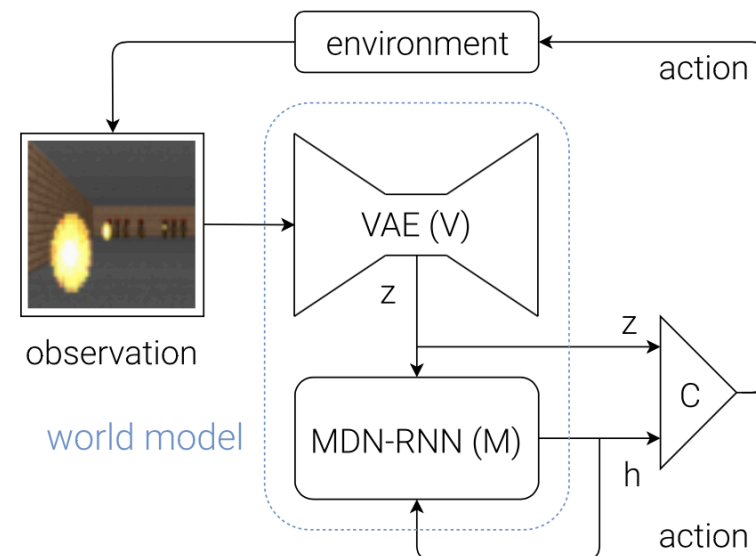 environment
action
VAE (V)
z
z
observation
C
world model
MDN-RNN (M)
h
action